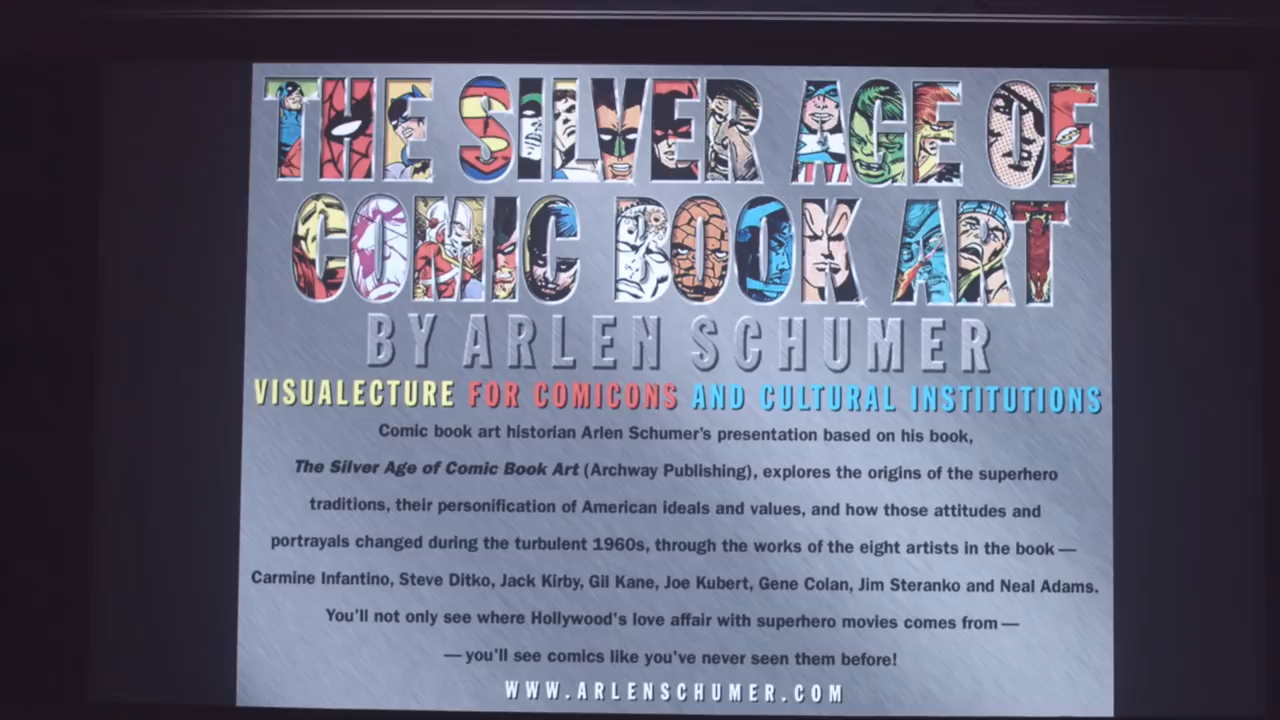 THE SILVER AGE OF
COMIC BOOK ART
BY ARLEN SCHUMER
VISUALECTURE FOR COMICONS AND CULTURAL INSTITUTIONS
Comic book art historian Arlen Schumer's presentation based on his book,
The Silver Age of Comic Book Art (Archway Publishing), explores the origins of the superhero
traditions, their personification of American ideals and values, and how those attitudes and
portrayals changed during the turbulent 1960s, through the works of the eight artists in the book—
Carmine Infantino, Steve Ditko, Jack Kirby, Gil Kane, Joe Kubert, Gene Colan, Jim Steranko and Neal Adams.
You'll not only see where Hollywood's love affair with superhero movies comes from—
—you'll see comics like you've never seen them before!
WWW.ARLENSCHUMER.COM